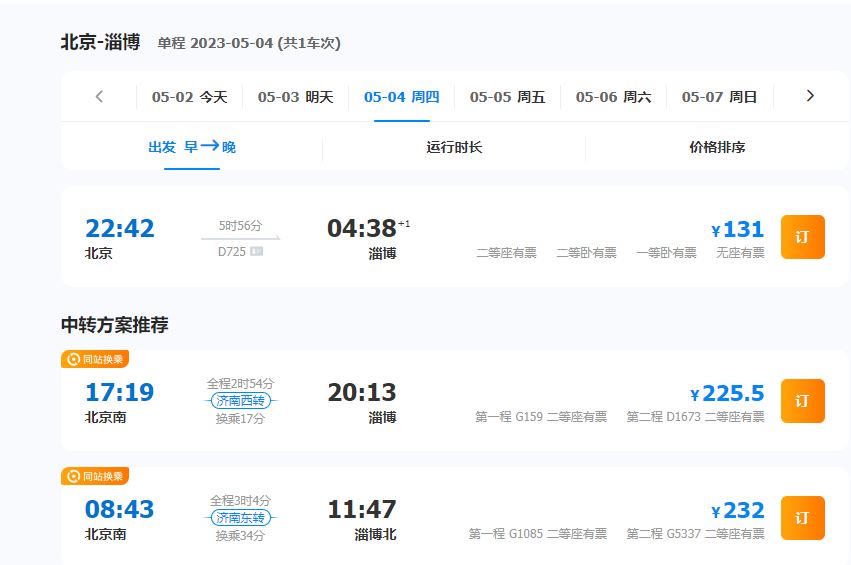 北京-淄博 单程 2023-05-04 (共1车次)
05-02 今天 05-03 明天 05-04 周四 05-05 周五 05-06 周六 05-07 周日
出发 早→晚 运行时长 价格排序
22:42 5时56分 04:38+1 ¥131 订
北京 D725 淄博 二等座有票 二等卧有票 一等卧有票 无座有票
中转方案推荐
同站换乘
17:19 全程2时54分 20:13 ¥225.5 订
济南西转
北京南 换乘17分 淄博 第一程 G159 二等座有票 第二程 D1673 二等座有票
同站换乘
08:43 全程3时4分 11:47 ¥232 订
济南东转
北京南 换乘34分 淄博北 第一程 G1085 二等座有票 第二程 G5337 二等座有票